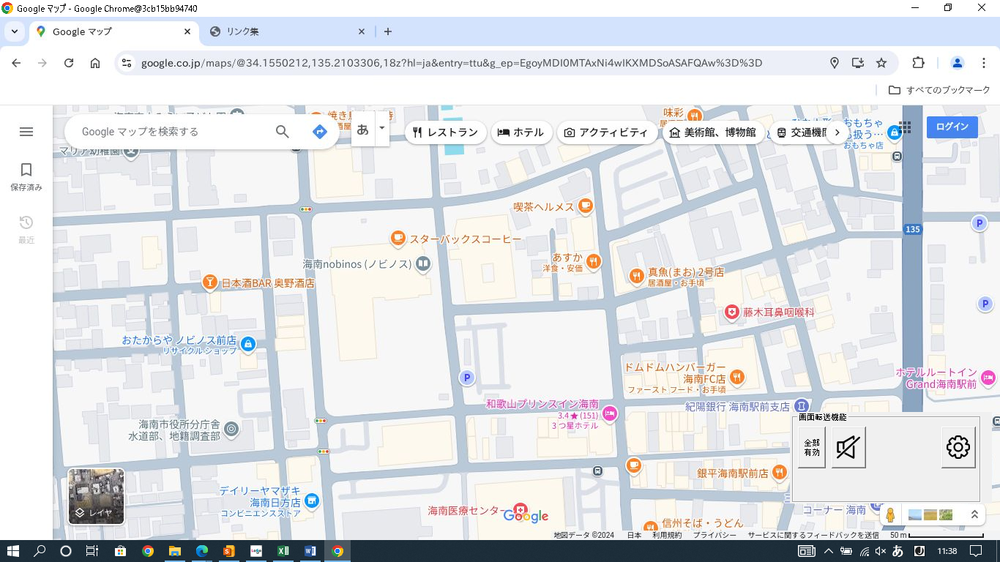 Google マップ - Google Chrome@3cb15bb94740
Google マップ
リンク集
google.co.jp/maps/@34.1550212,135.2103306,18z?hl=ja&entry=ttu&g_ep=EgoyMDI0MTAxNi4wIKXMDSoASAFQAw%3D%3D
すべてのブックマーク
Google マップを検索する
あ
レストラン
ホテル
アクティビティ
美術館、博物館
交通機関
ログイン
保存済み
最近
マリア幼稚園
味彩
おもちゃ
おもちゃ店
喫茶ヘルメス
スターバックスコーヒー
海南nobinos (ノビノス)
あすか
洋食・安価
真魚(まお) 2号店
居酒屋・お手頃
135
P
P
日本酒BAR 奥野酒店
藤木耳鼻咽喉科
おたからや ノビノス前店
リサイクル ショップ
P
ドムドムハンバーガー
海南FC店
ファースト フード・お手頃
ホテルルートイン
Grand海南駅前
和歌山プリンスイン海南
3.4★(151)
3 つ星ホテル
紀陽銀行 海南駅前支店
海南市役所分庁舎
水道部、地籍調査部
画面転送機能
全部
有効
銀平海南駅前店
デイリーヤマザキ
海南日方店
コンビニエンスストア
レイヤ
海南医療センター
Google
コーナー 海南
信州そば・うどん
地図データ ©2024
日本
利用規約
プライバシー
サービスに関するフィードバックを送信
50 m
あ
11:38